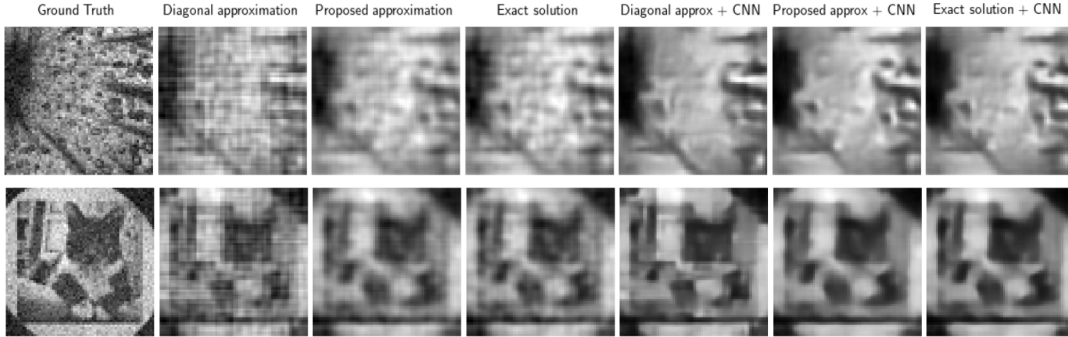 Ground Truth Diagonal approximation Proposed approximation Exact solution Diagonal approx + CNN Proposed approx + CNN Exact solution + CNN